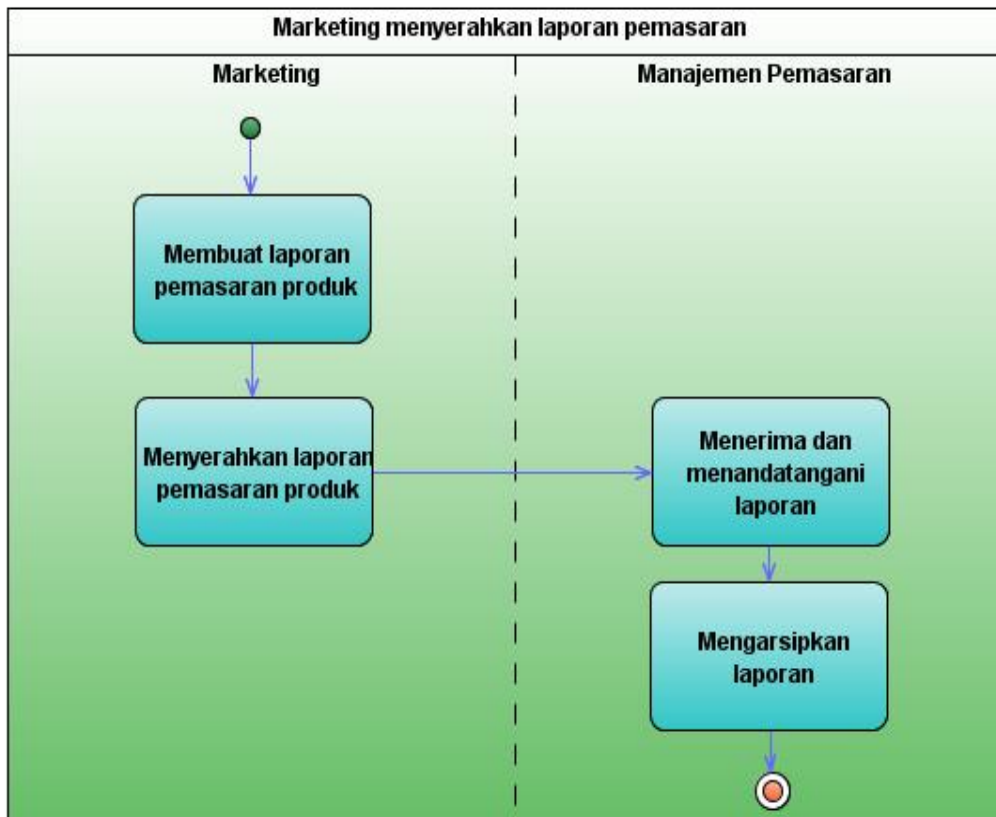 Marketing menyerahkan laporan pemasaran
Marketing
Manajemen Pemasaran
Membuat laporan
pemasaran produk
Menyerahkan laporan
pemasaran produk
Menerima dan
menandatangani
laporan
Mengarsipkan
laporan